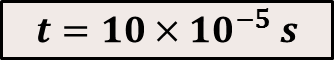 t = 10 × 10⁻⁵ s